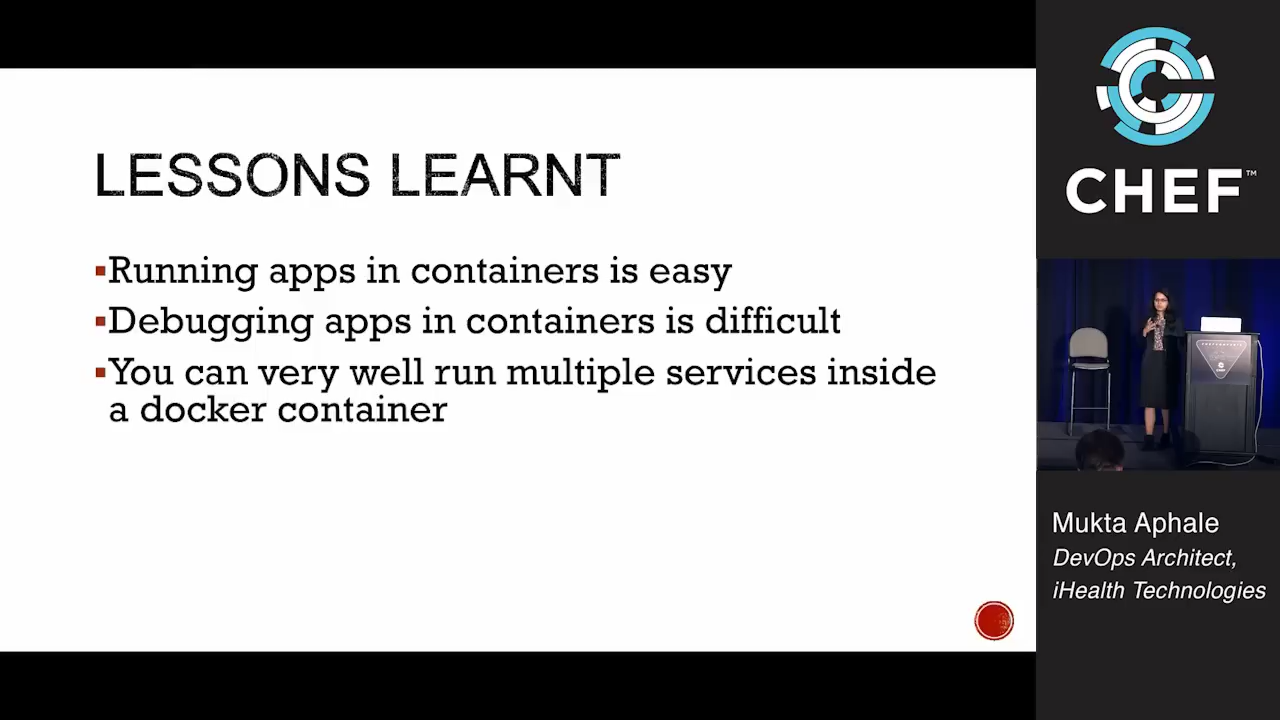 LESSONS LEARNT
▪Running apps in containers is easy
▪Debugging apps in containers is difficult
▪You can very well run multiple services inside
a docker container
CHEF™
Mukta Aphale
DevOps Architect,
iHealth Technologies